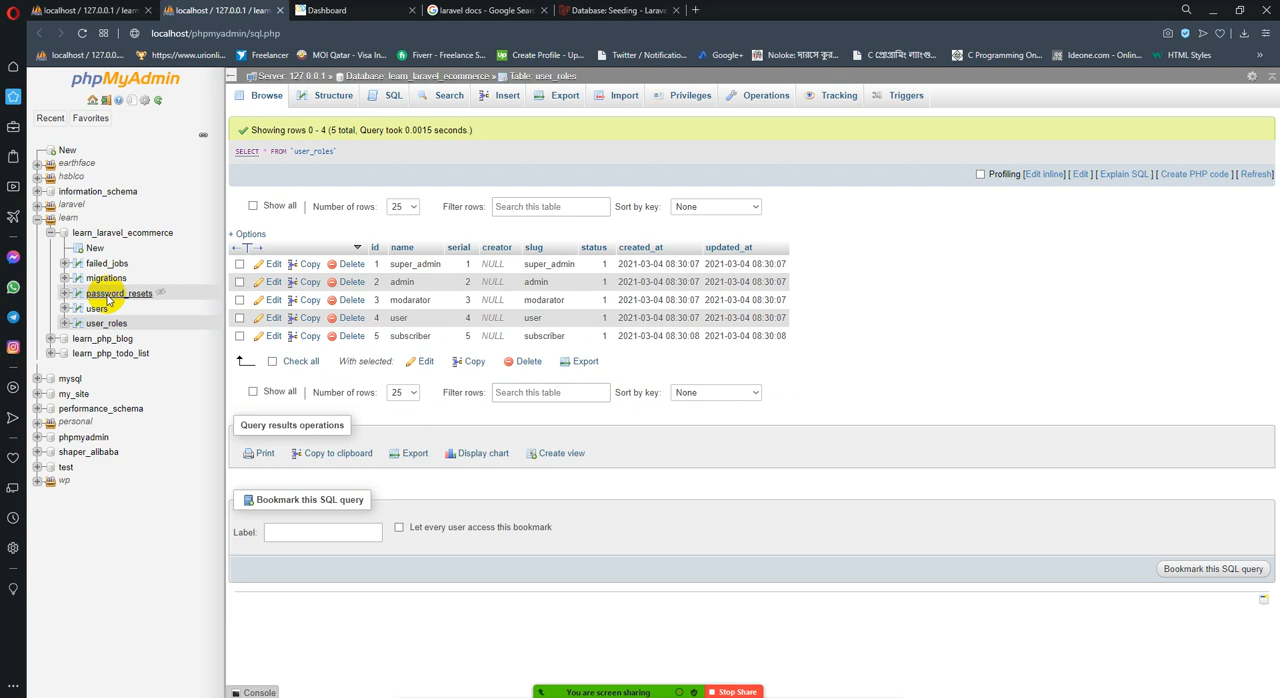 localhost / 127.0.0.1 / learn
localhost / 127.0.0.1 / learn
Dashboard
laravel docs - Google Sear
Database: Seeding - Larav
localhost/phpmyadmin/sql.php
localhost / 127.0.0....
https://www.urionli...
Freelancer
MOI Qatar - Visa In...
Fiverr - Freelance S...
Create Profile - Up...
Twitter / Notificatio...
Google+
C Programming On...
Ideone.com - Onlin...
HTML Styles
phpMyAdmin
Recent Favorites
New
earthface
hsblco
information_schema
laravel
learn
learn_laravel_ecommerce
New
failed_jobs
migrations
password_resets
users
user_roles
learn_php_blog
learn_php_todo_list
mysql
my_site
performance_schema
personal
phpmyadmin
shaper_alibaba
test
wp
Server: 127.0.0.1 » Database: learn_laravel_ecommerce » Table: user_roles
Browse Structure SQL Search Insert Export Import Privileges Operations Tracking Triggers
Showing rows 0 - 4 (5 total, Query took 0.0015 seconds.)
SELECT * FROM `user_roles`
Profiling [Edit inline] [ Edit ] [ Explain SQL ] [ Create PHP code ] [ Refresh]
Show all Number of rows: 25 Filter rows: Search this table Sort by key: None
+ Options
id name serial creator slug status created_at updated_at
Edit Copy Delete 1 super_admin 1 NULL super_admin 1 2021-03-04 08:30:07 2021-03-04 08:30:07
Edit Copy Delete 2 admin 2 NULL admin 1 2021-03-04 08:30:07 2021-03-04 08:30:07
Edit Copy Delete 3 modarator 3 NULL modarator 1 2021-03-04 08:30:07 2021-03-04 08:30:07
Edit Copy Delete 4 user 4 NULL user 1 2021-03-04 08:30:07 2021-03-04 08:30:07
Edit Copy Delete 5 subscriber 5 NULL subscriber 1 2021-03-04 08:30:08 2021-03-04 08:30:08
Check all With selected: Edit Copy Delete Export
Show all Number of rows: 25 Filter rows: Search this table Sort by key: None
Query results operations
Print Copy to clipboard Export Display chart Create view
Bookmark this SQL query
Label: Let every user access this bookmark
Bookmark this SQL query
Console
You are screen sharing Stop Share